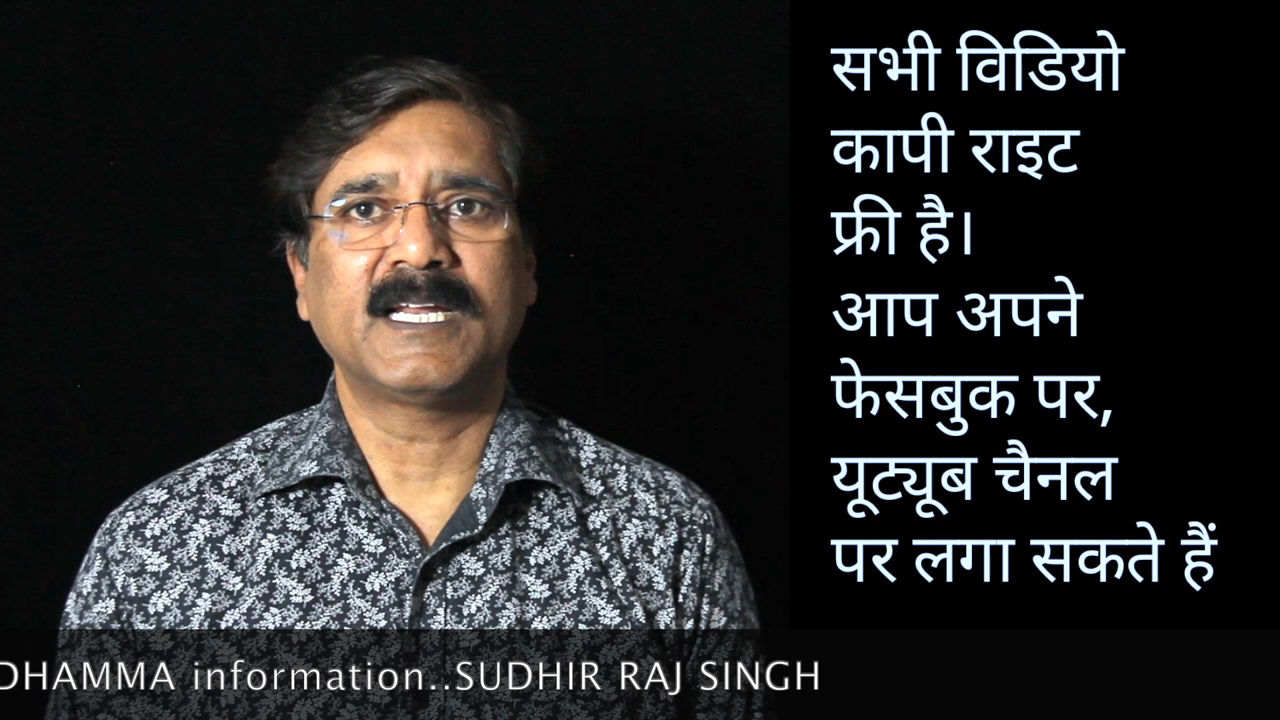 सभी विडियो
कापी राइट
फ्री है।
आप अपने
फेसबुक पर,
यूट्यूब चैनल
पर लगा सकते हैं
DHAMMA information..SUDHIR RAJ SINGH